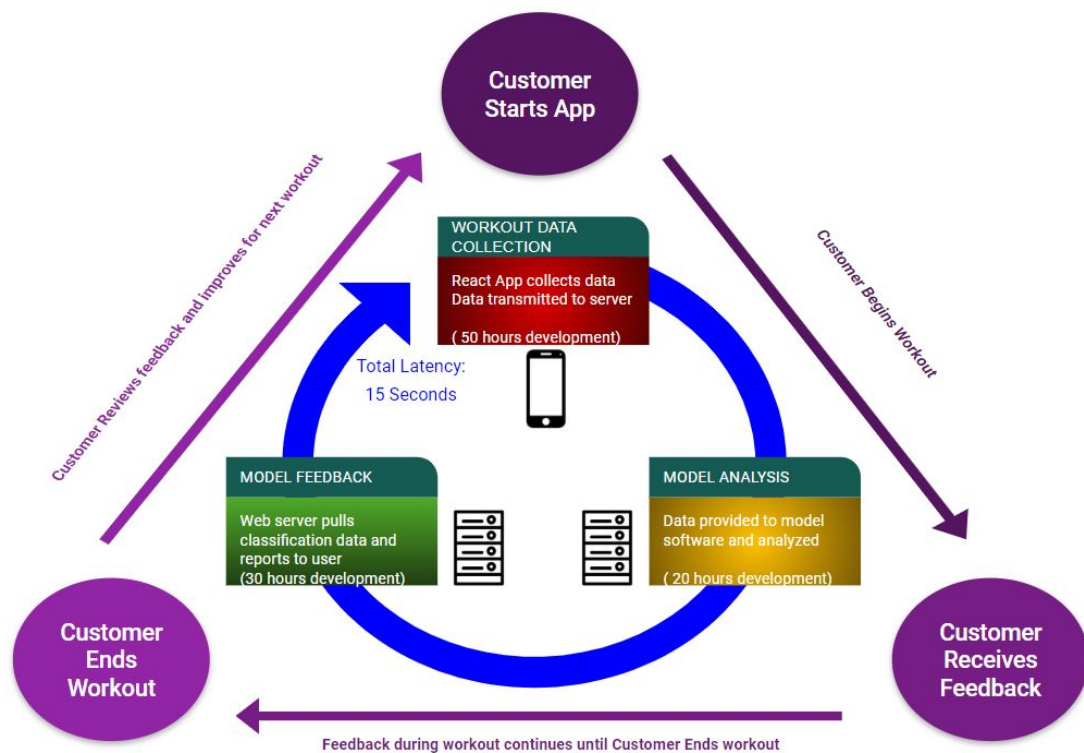 Customer
Starts App
Customer Reviews feedback and improves for next workout
Customer Begins Workout
WORKOUT DATA
COLLECTION
React App collects data
Data transmitted to server
( 50 hours development)
Total Latency:
15 Seconds
MODEL FEEDBACK
Web server pulls
classification data and
reports to user
(30 hours development)
MODEL ANALYSIS
Data provided to model
software and analyzed
( 20 hours development)
Customer
Ends
Workout
Customer
Receives
Feedback
Feedback during workout continues until Customer Ends workout